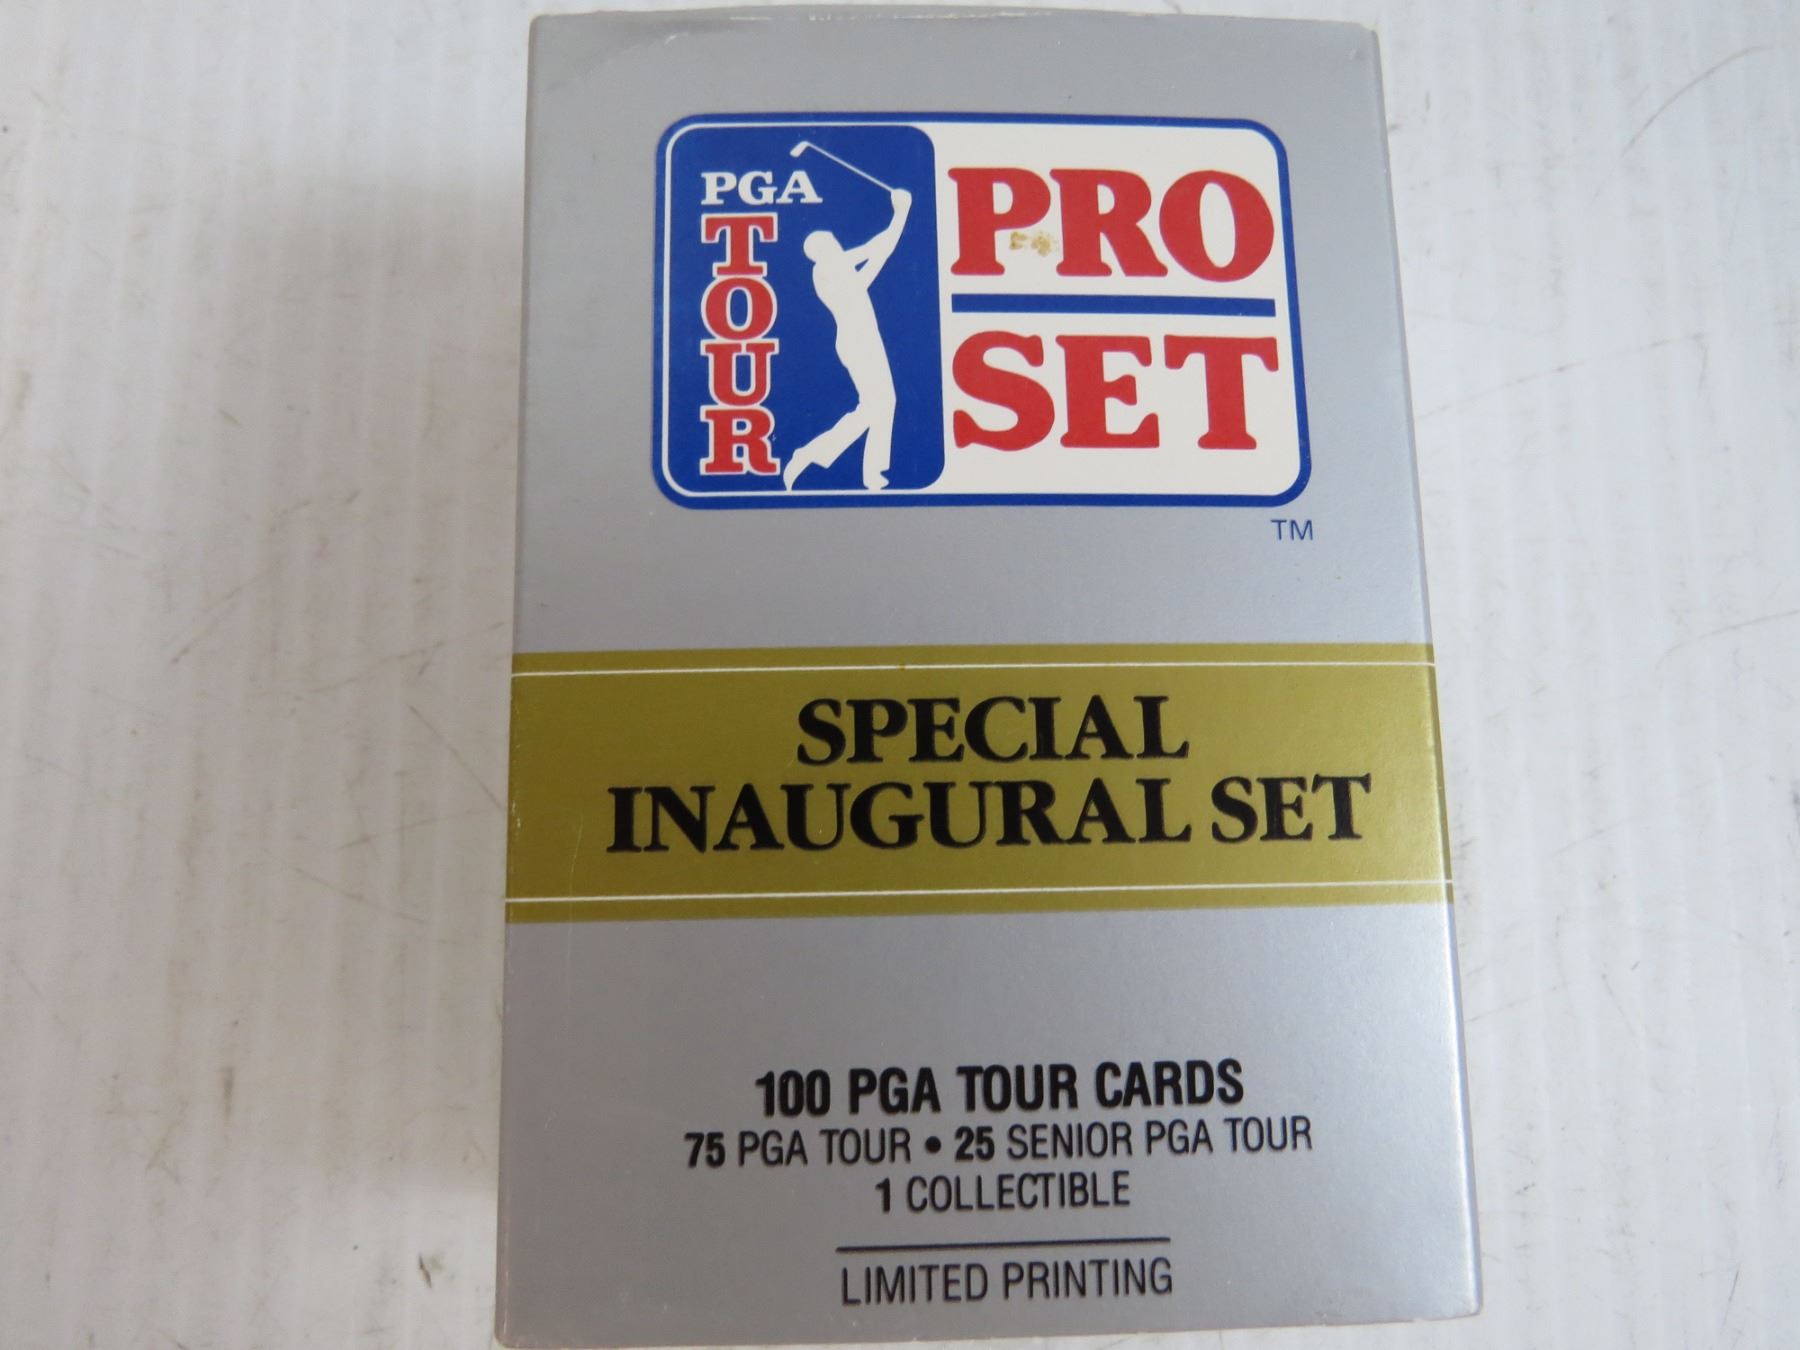 PGA
TOUR
PRO
SET
TM
SPECIAL
INAUGURAL SET
100 PGA TOUR CARDS
75 PGA TOUR • 25 SENIOR PGA TOUR
1 COLLECTIBLE
LIMITED PRINTING